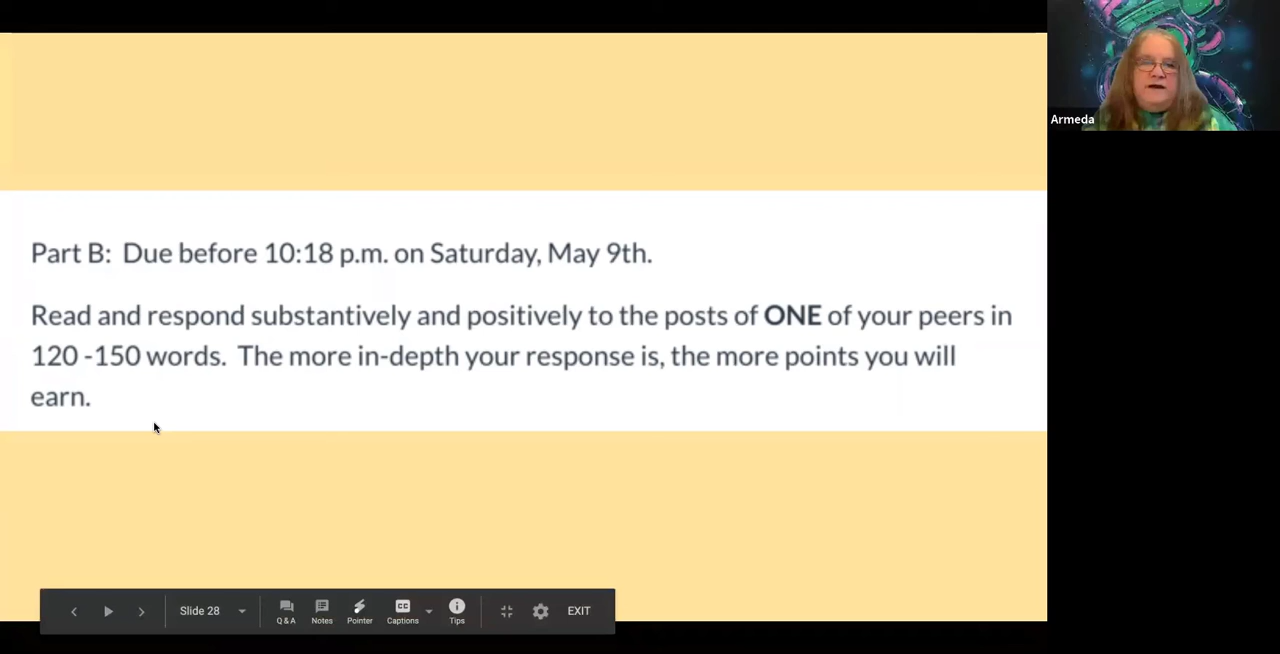 Armeda
Part B: Due before 10:18 p.m. on Saturday, May 9th.
Read and respond substantively and positively to the posts of ONE of your peers in
120 -150 words. The more in-depth your response is, the more points you will
earn.
Slide 28
Q & A
Notes
Pointer
CC
Captions
Tips
EXIT